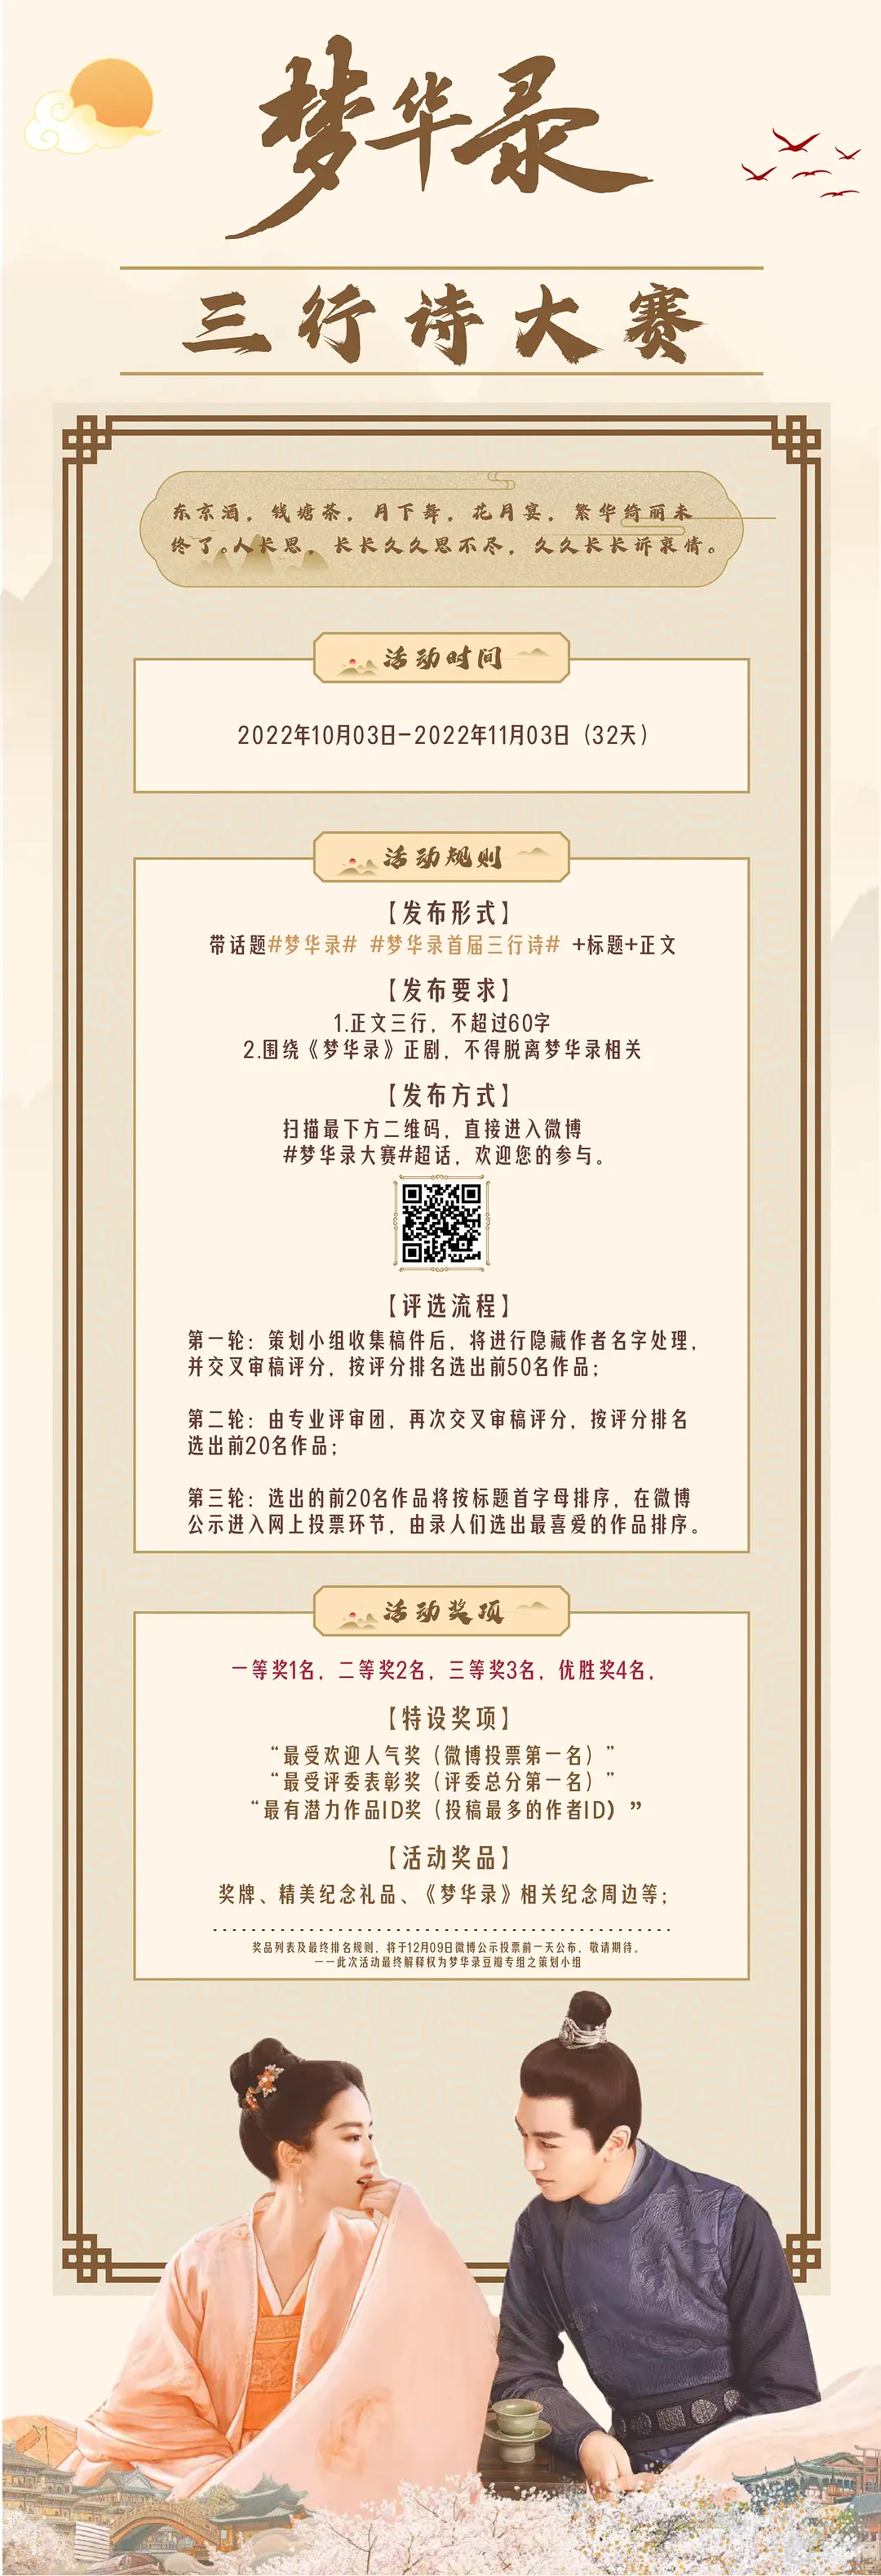 梦华录
三行诗大赛
东京酒，钱塘茶，月下舞，花月宴，繁华绮丽未
终了。人长思，长长久久思不尽，久久长长诉衷情。
活动时间
2022年10月03日-2022年11月03日（32天）
活动规则
【发布形式】
带话题#梦华录# #梦华录首届三行诗# +标题+正文
【发布要求】
1.正文三行，不超过60字
2.围绕《梦华录》正剧，不得脱离梦华录相关
【发布方式】
扫描最下方二维码，直接进入微博
#梦华录大赛#超话，欢迎您的参与。
【评选流程】
第一轮：策划小组收集稿件后，将进行隐藏作者名字处理，
并交叉审稿评分，按评分排名选出前50名作品；
第二轮：由专业评审团，再次交叉审稿评分，按评分排名
选出前20名作品；
第三轮：选出的前20名作品将按标题首字母排序，在微博
公示进入网上投票环节，由录人们选出最喜爱的作品排序。
活动奖项
一等奖1名，二等奖2名，三等奖3名，优胜奖4名，
【特设奖项】
“最受欢迎人气奖（微博投票第一名）”
“最受评委表彰奖（评委总分第一名）”
“最有潜力作品ID奖（投稿最多的作者ID）”
【活动奖品】
奖牌、精美纪念礼品、《梦华录》相关纪念周边等；
奖品列表及最终排名规则，将于12月09日微博公示投票前一天公布，敬请期待。
——此次活动最终解释权为梦华录豆瓣专组之策划小组